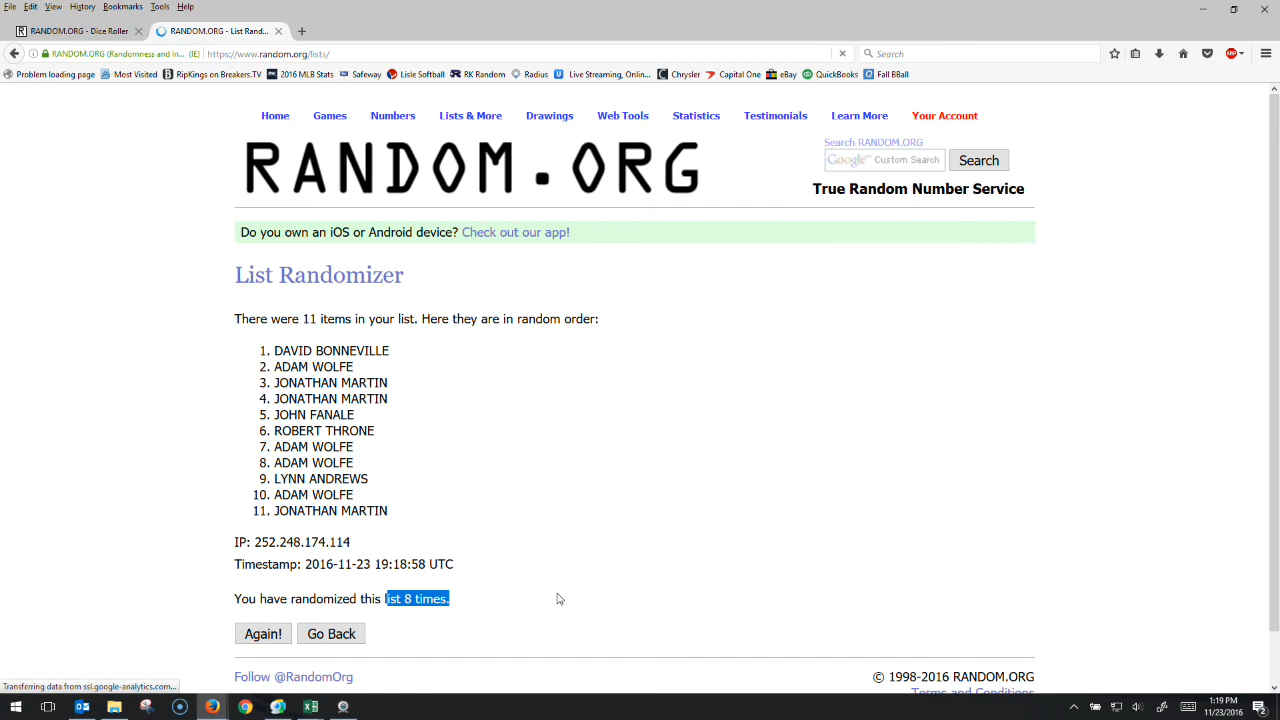 File Edit View History Bookmarks Tools Help
RANDOM.ORG - Dice Roller
RANDOM.ORG - List Rand...
RANDOM.ORG (Randomness and In... (IE) https://www.random.org/lists/
Search
Problem loading page Most Visited RipKings on Breakers.TV 2016 MLB Stats Safeway Lisle Softball RK Random Radius Live Streaming, Onlin... Chrysler Capital One eBay QuickBooks Fall BBall
Home Games Numbers Lists & More Drawings Web Tools Statistics Testimonials Learn More Your Account
RANDOM.ORG
Search RANDOM.ORG
Google™ Custom Search Search
True Random Number Service
Do you own an iOS or Android device? Check out our app!
List Randomizer
There were 11 items in your list. Here they are in random order:
1. DAVID BONNEVILLE
2. ADAM WOLFE
3. JONATHAN MARTIN
4. JONATHAN MARTIN
5. JOHN FANALE
6. ROBERT THRONE
7. ADAM WOLFE
8. ADAM WOLFE
9. LYNN ANDREWS
10. ADAM WOLFE
11. JONATHAN MARTIN
IP: 252.248.174.114
Timestamp: 2016-11-23 19:18:58 UTC
You have randomized this list 8 times.
Again! Go Back
Follow @RandomOrg
© 1998-2016 RANDOM.ORG
Terms and Conditions
Transferring data from ssl.google-analytics.com...
1:19 PM
11/23/2016